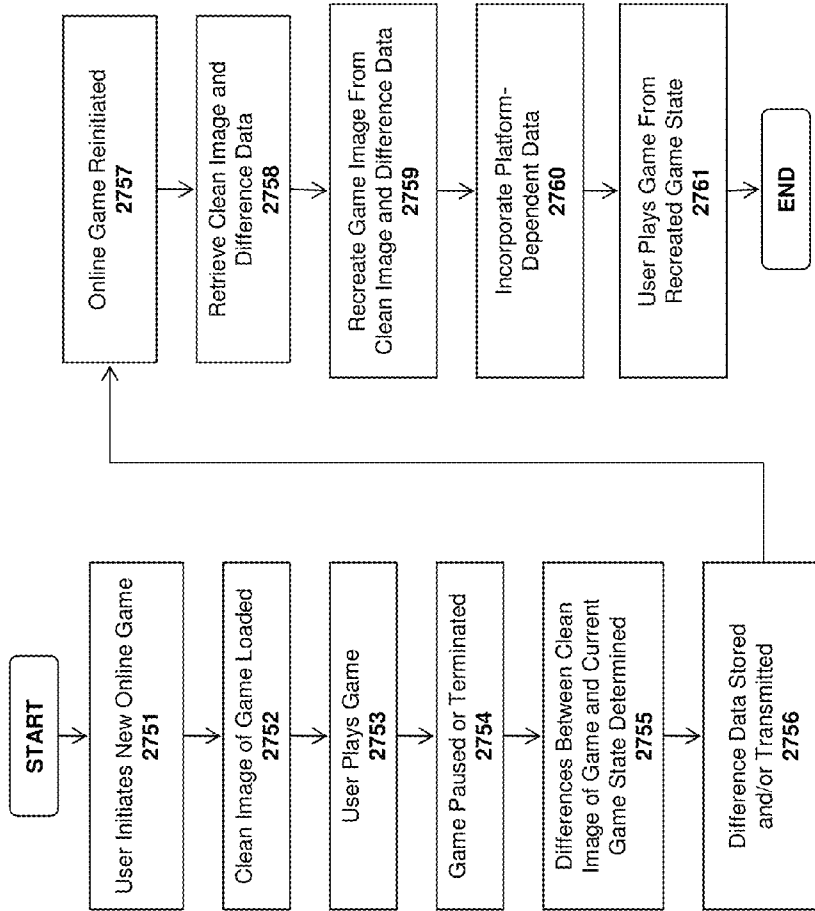 START
User Initiates New Online Game
2751
Clean Image of Game Loaded
2752
User Plays Game
2753
Game Paused or Terminated
2754
Differences Between Clean
Image of Game and Current
Game State Determined
2755
Difference Data Stored
and/or Transmitted
2756
Online Game Reinitiated
2757
Retrieve Clean Image and
Difference Data
2758
Recreate Game Image From
Clean Image and Difference Data
2759
Incorporate Platform-
Dependent Data
2760
User Plays Game From
Recreated Game State
2761
END